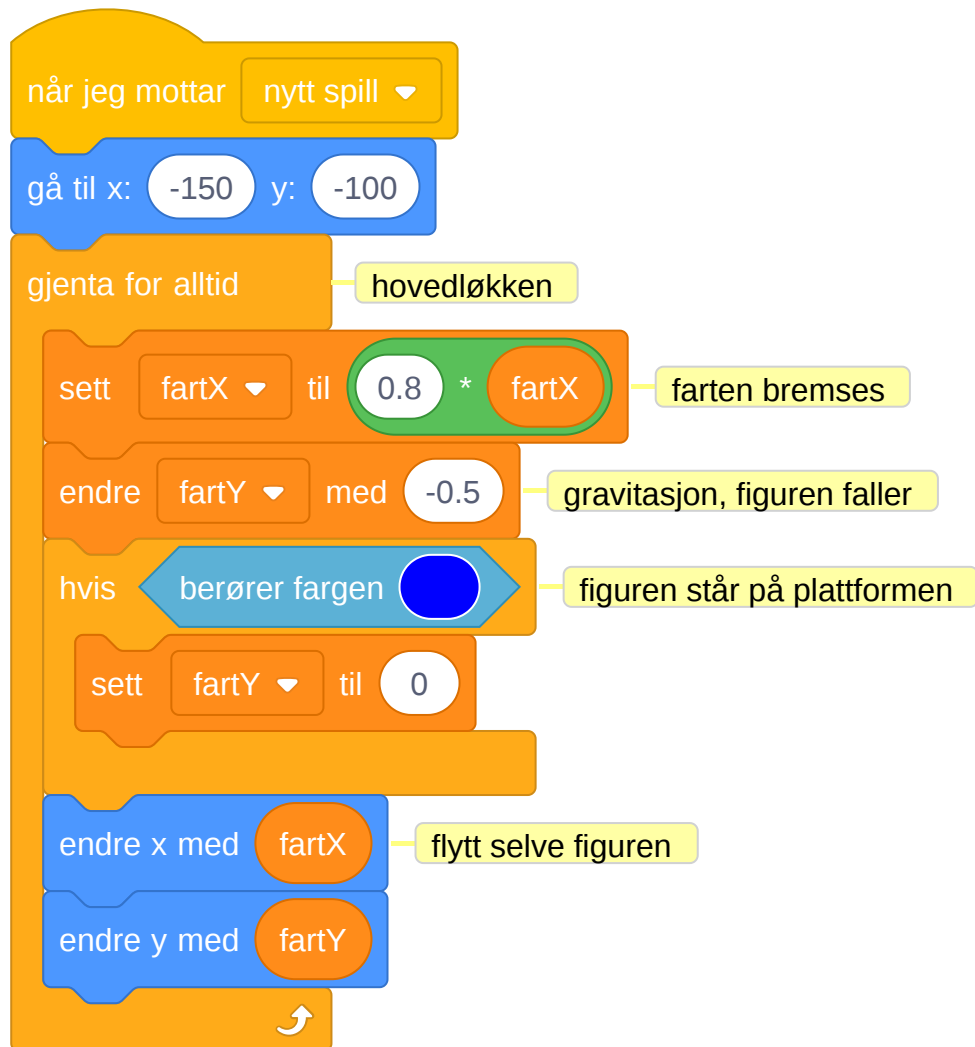 når jeg mottar nytt spill
gå til x: -150 y: -100
gjenta for alltid hovedløkken
sett fartX til 0.8 * fartX farten bremses
endre fartY med -0.5 gravitasjon, figuren faller
hvis berører fargen figuren står på plattformen
sett fartY til 0
endre x med fartX flytt selve figuren
endre y med fartY